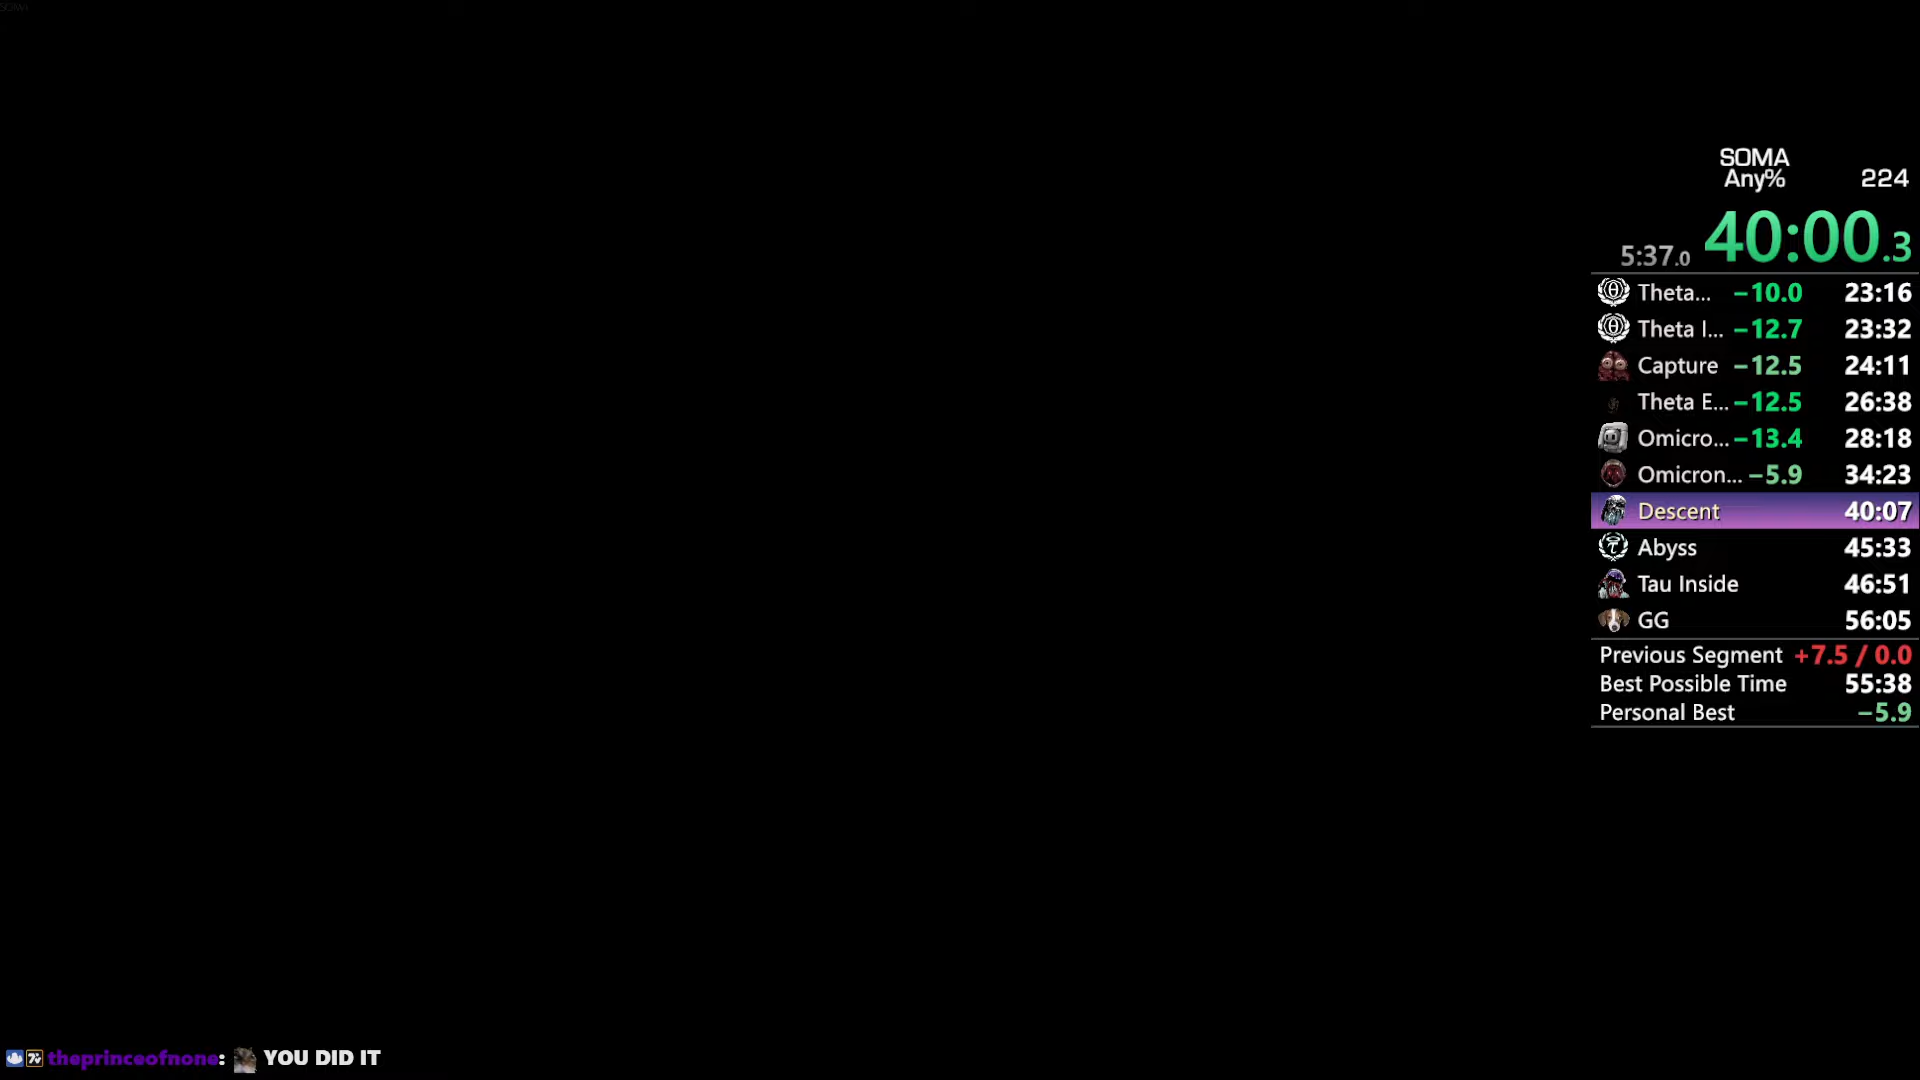 SOMA
Any% 224
5:37.0 40:00.3
Theta... −10.0 23:16
Theta I... −12.7 23:32
Capture −12.5 24:11
Theta E... −12.5 26:38
Omicro... −13.4 28:18
Omicron... −5.9 34:23
Descent 40:07
Abyss 45:33
Tau Inside 46:51
GG 56:05
Previous Segment +7.5 / 0.0
Best Possible Time 55:38
Personal Best −5.9
theprinceofnone: YOU DID IT